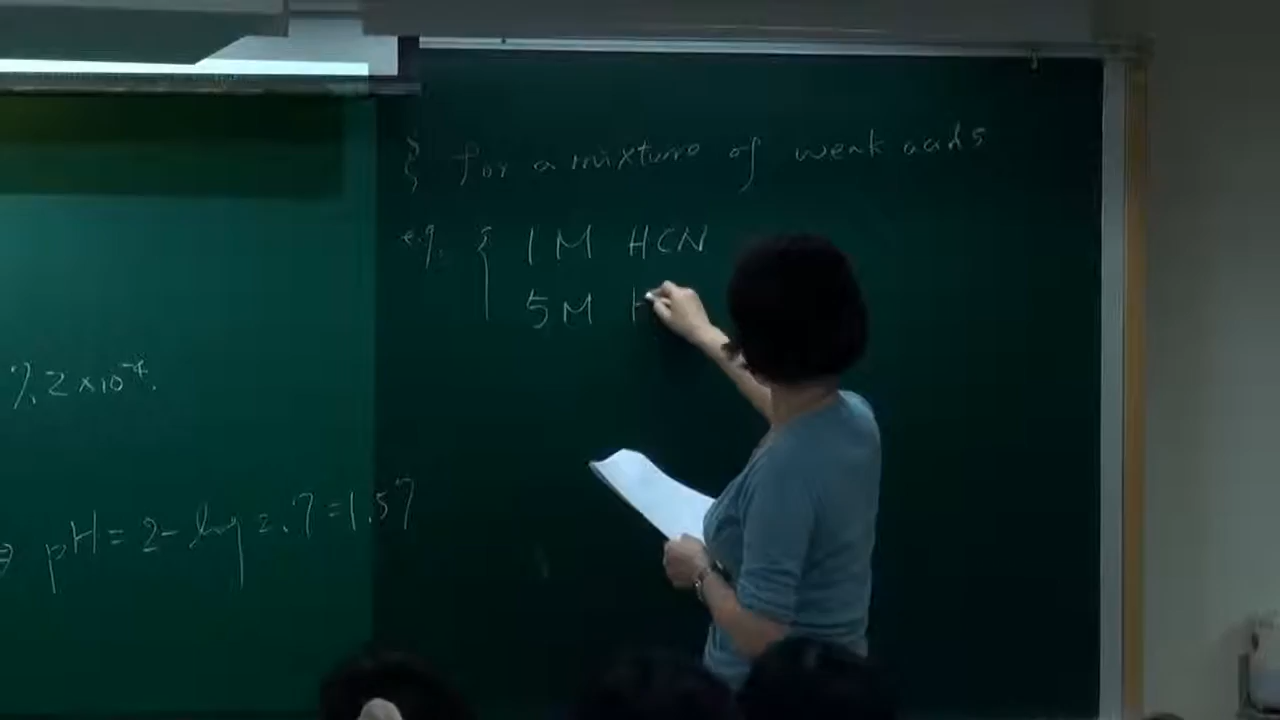 7.2×10⁻⁴.
⇒ pH = 2 - log 2.7 = 1.57
§ for a mixture of weak acids
e.g. { 1 M HCN
5 M H